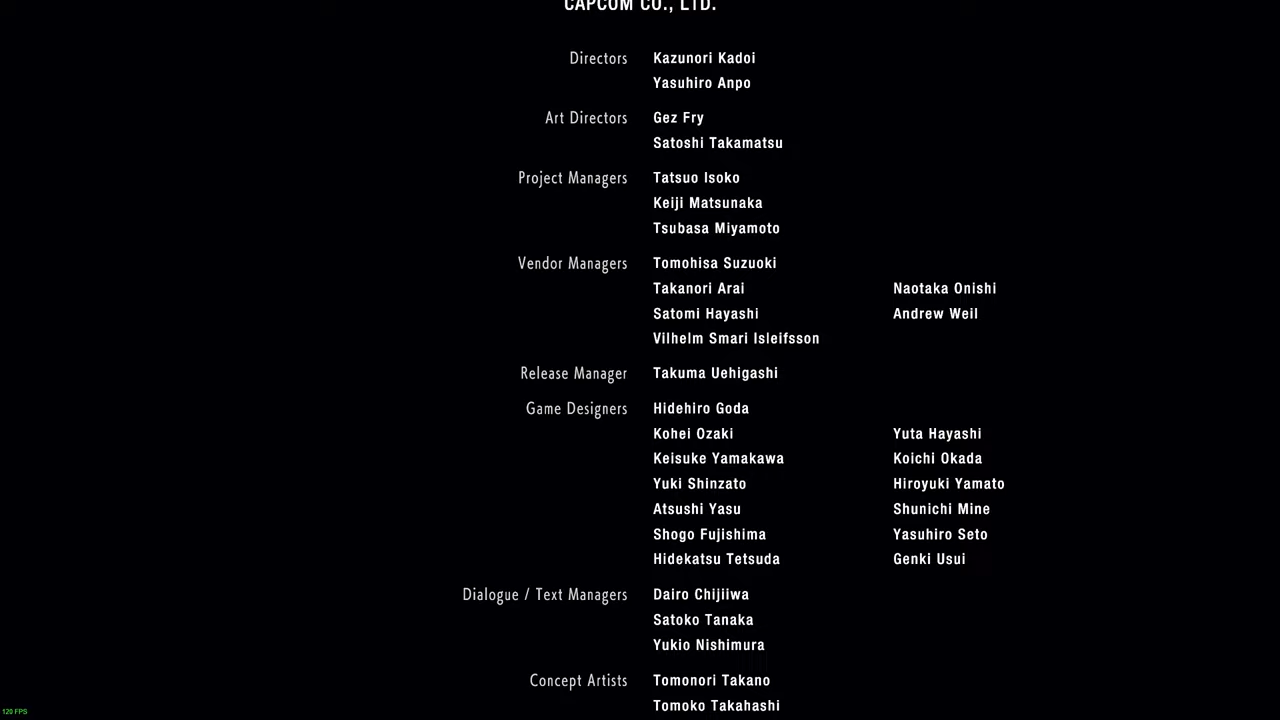 CAPCOM CO., LTD.
Directors Kazunori Kadoi
Yasuhiro Anpo
Art Directors Gez Fry
Satoshi Takamatsu
Project Managers Tatsuo Isoko
Keiji Matsunaka
Tsubasa Miyamoto
Vendor Managers Tomohisa Suzuoki
Takanori Arai Naotaka Onishi
Satomi Hayashi Andrew Weil
Vilhelm Smari Isleifsson
Release Manager Takuma Uehigashi
Game Designers Hidehiro Goda
Kohei Ozaki Yuta Hayashi
Keisuke Yamakawa Koichi Okada
Yuki Shinzato Hiroyuki Yamato
Atsushi Yasu Shunichi Mine
Shogo Fujishima Yasuhiro Seto
Hidekatsu Tetsuda Genki Usui
Dialogue / Text Managers Dairo Chijiiwa
Satoko Tanaka
Yukio Nishimura
Concept Artists Tomonori Takano
Tomoko Takahashi
120 FPS